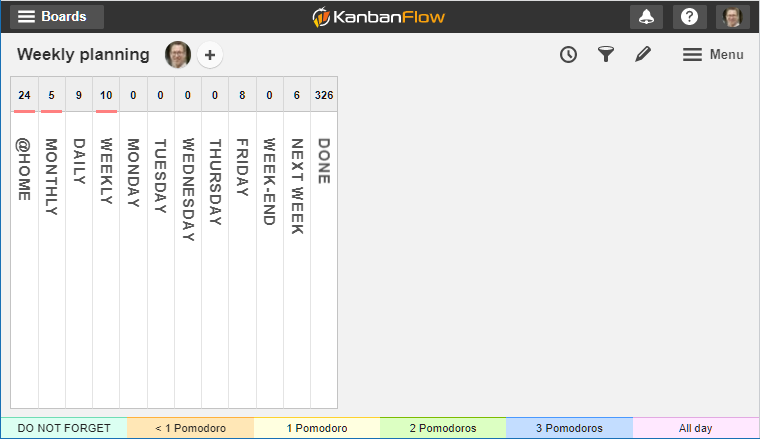 Boards
KanbanFlow
Weekly planning
+
Menu
24 5 9 10 0 0 0 0 8 0 6 326
@HOME
MONTHLY
DAILY
WEEKLY
MONDAY
TUESDAY
WEDNESDAY
THURSDAY
FRIDAY
WEEK-END
NEXT WEEK
DONE
DO NOT FORGET
< 1 Pomodoro
1 Pomodoro
2 Pomodoros
3 Pomodoros
All day